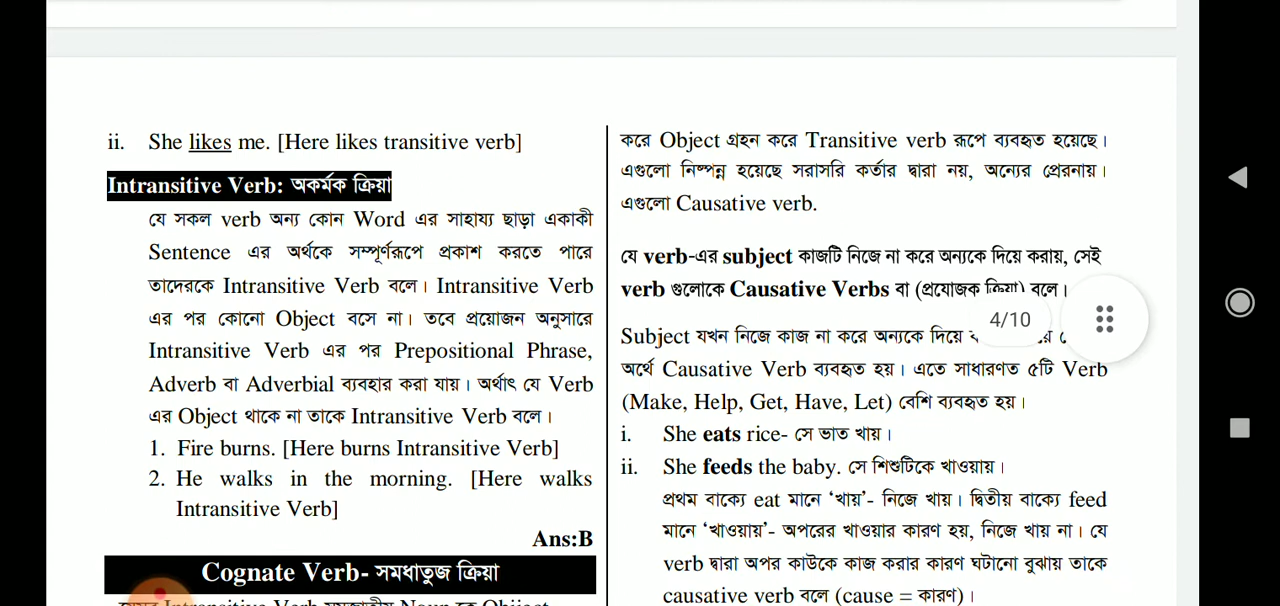 ii. She likes me. [Here likes transitive verb]
Intransitive Verb: অকর্মক ক্রিয়া
যে সকল verb অন্য কোন Word এর সাহায্য ছাড়া একাকী
Sentence এর অর্থকে সম্পূর্ণরূপে প্রকাশ করতে পারে
তাদেরকে Intransitive Verb বলে। Intransitive Verb
এর পর কোনো Object বসে না। তবে প্রয়োজন অনুসারে
Intransitive Verb এর পর Prepositional Phrase,
Adverb বা Adverbial ব্যবহার করা যায়। অর্থাৎ যে Verb
এর Object থাকে না তাকে Intransitive Verb বলে।
1. Fire burns. [Here burns Intransitive Verb]
2. He walks in the morning. [Here walks
Intransitive Verb]
Ans:B
Cognate Verb- সমধাতুজ ক্রিয়া
Intransitive Verb সমজাতীয় Noun কে Object
করে Object গ্রহন করে Transitive verb রূপে ব্যবহৃত হয়েছে।
এগুলো নিষ্পন্ন হয়েছে সরাসরি কর্তার দ্বারা নয়, অন্যের প্রেরনায়।
এগুলো Causative verb.
যে verb-এর subject কাজটি নিজে না করে অন্যকে দিয়ে করায়, সেই
verb গুলোকে Causative Verbs বা (প্রযোজক ক্রিয়া) বলে।
4/10
Subject যখন নিজে কাজ না করে অন্যকে দিয়ে
অর্থে Causative Verb ব্যবহৃত হয়। এতে সাধারণত ৫টি Verb
(Make, Help, Get, Have, Let) বেশি ব্যবহৃত হয়।
i. She eats rice- সে ভাত খায়।
ii. She feeds the baby. সে শিশুটিকে খাওয়ায়।
প্রথম বাক্যে eat মানে ‘খায়’- নিজে খায়। দ্বিতীয় বাক্যে feed
মানে ‘খাওয়ায়’- অপরের খাওয়ার কারণ হয়, নিজে খায় না। যে
verb দ্বারা অপর কাউকে কাজ করার কারণ ঘটানো বুঝায় তাকে
causative verb বলে (cause = কারণ)।